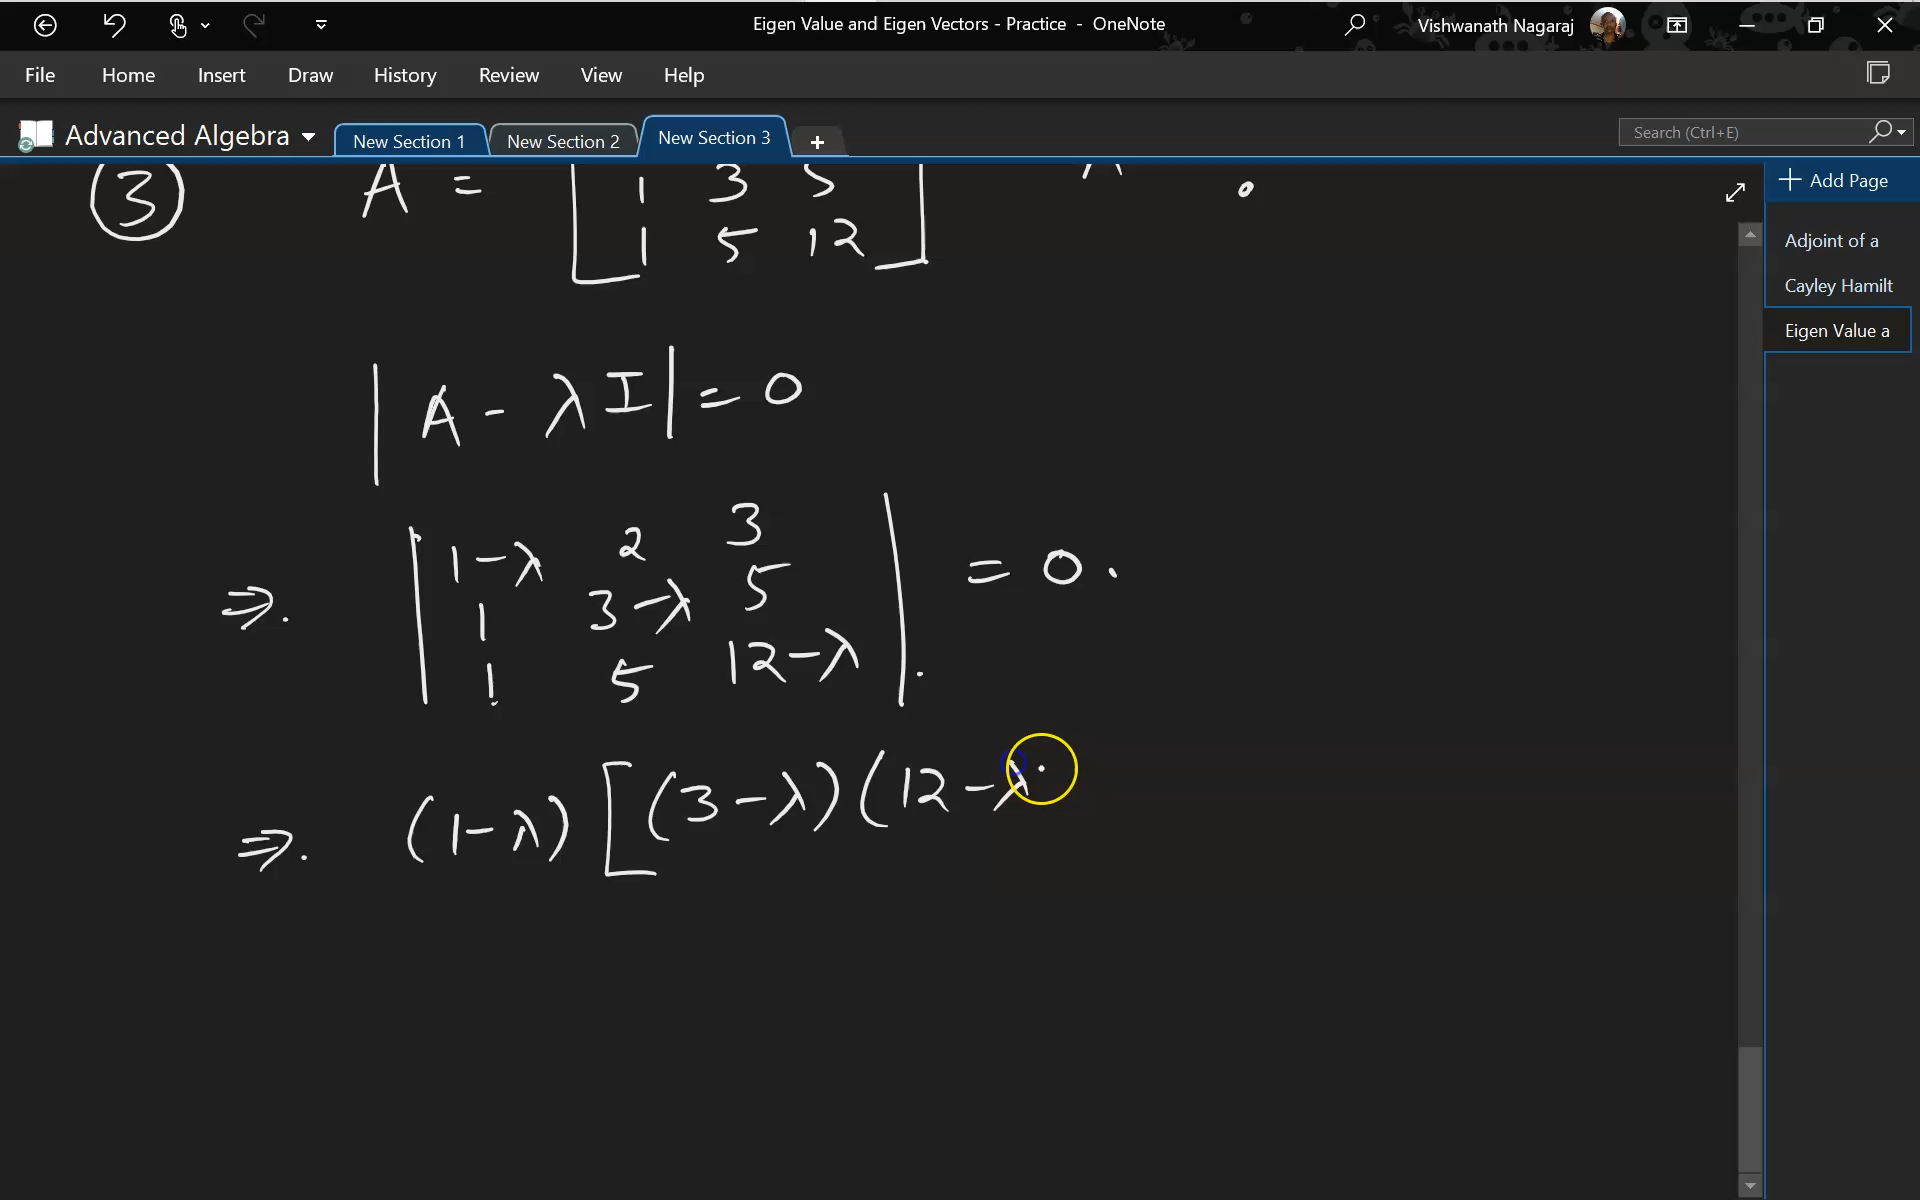 Eigen Value and Eigen Vectors - Practice - OneNote
Vishwanath Nagaraj
File Home Insert Draw History Review View Help
Advanced Algebra New Section 1 New Section 2 New Section 3 +
Search (Ctrl+E)
+ Add Page
Adjoint of a
Cayley Hamilt
Eigen Value a
③ A = [ 1 3 5
1 5 12 ] .
| A - λ I | = 0
⇒. | 1-λ 2 3
1 3-λ 5
1 5 12-λ |. = 0.
⇒. (1-λ) [ (3-λ) (12-λ